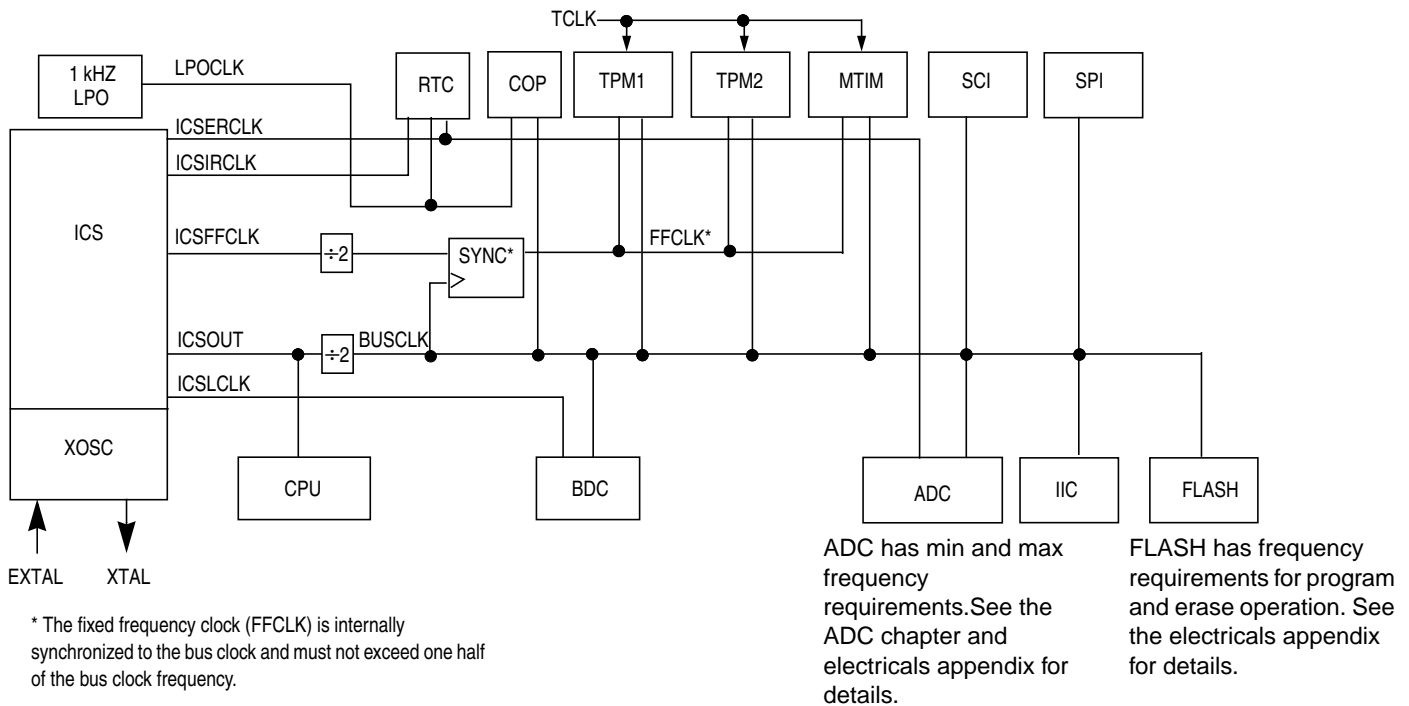 TCLK
1 kHZ
LPO
LPOCLK
RTC
COP
TPM1
TPM2
MTIM
SCI
SPI
ICSERCLK
ICSIRCLK
ICS
ICSFFCLK
÷2
SYNC*
FFCLK*
ICSOUT
÷2
BUSCLK
ICSLCLK
XOSC
CPU
BDC
ADC
IIC
FLASH
EXTAL
XTAL
* The fixed frequency clock (FFCLK) is internally
synchronized to the bus clock and must not exceed one half
of the bus clock frequency.
ADC has min and max
frequency
requirements.See the
ADC chapter and
electricals appendix for
details.
FLASH has frequency
requirements for program
and erase operation. See
the electricals appendix
for details.